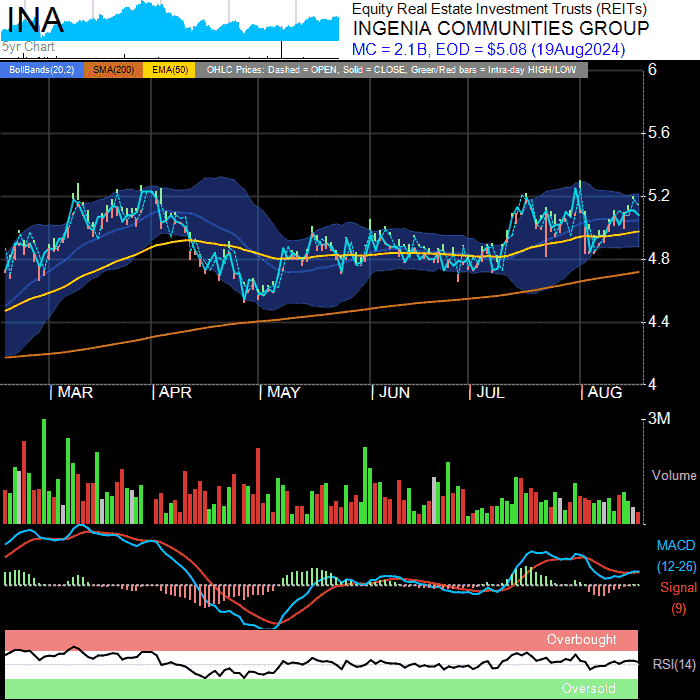 INA
5yr Chart
Equity Real Estate Investment Trusts (REITs)
INGENIA COMMUNITIES GROUP
MC = 2.1B, EOD = $5.08 (19Aug2024)
BollBands(20,2) SMA(200) EMA(50) OHLC Prices: Dashed = OPEN, Solid = CLOSE, Green/Red bars = Intra-day HIGH/LOW
6
5.6
5.2
4.8
4.4
4
MAR APR MAY JUN JUL AUG
3M
Volume
MACD
(12-26)
Signal
(9)
Overbought
RSI(14)
Oversold